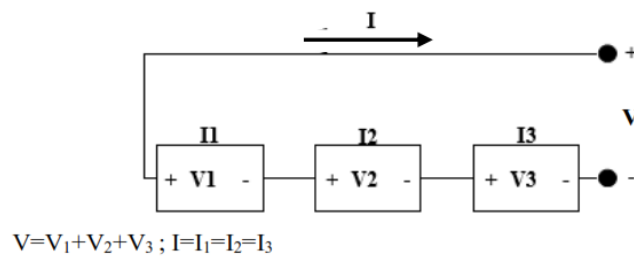 I
+
I1 I2 I3
V
+ V1 - + V2 - + V3 - -
V=V₁+V₂+V₃ ; I=I₁=I₂=I₃